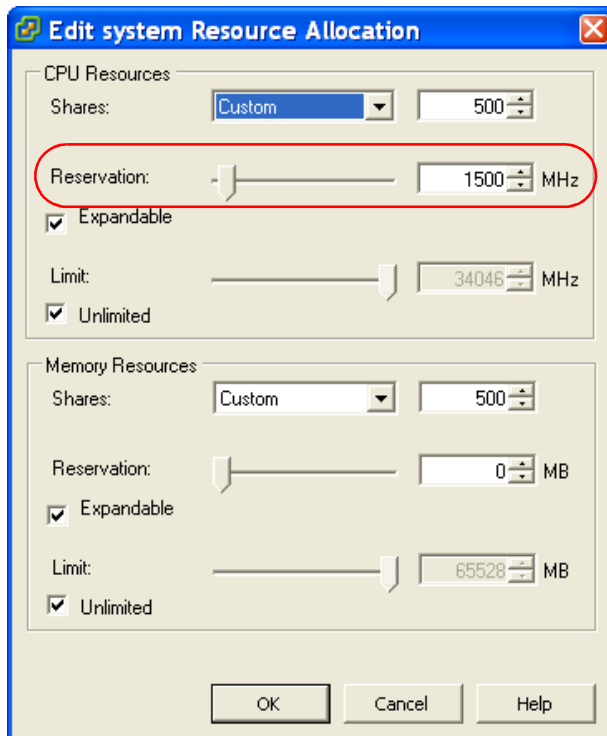 Edit system Resource Allocation
CPU Resources
Shares: Custom 500
Reservation: 1500 MHz
Expandable
Limit: 34046 MHz
Unlimited
Memory Resources
Shares: Custom 500
Reservation: 0 MB
Expandable
Limit: 65528 MB
Unlimited
OK Cancel Help